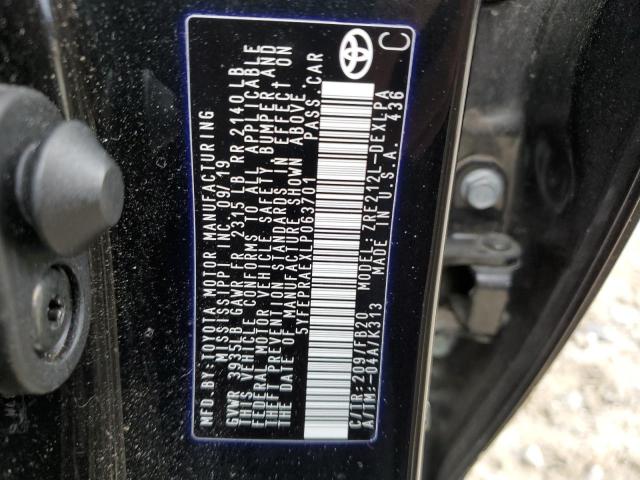 MFD.BY: TOYOTA MOTOR MANUFACTURING
MISSISSIPPI INC. 09/19
GVWR 3935LB GAWR FR 2315 LB RR 2140 LB
THIS VEHICLE CONFORMS TO ALL APPLICABLE
FEDERAL MOTOR VEHICLE SAFETY BUMPER AND
THEFT PREVENTION STANDARDS IN EFFECT ON
THE DATE OF MANUFACTURE SHOWN ABOVE.
5YFEPRAEXLP063701 PASS.CAR
C/TR:209/FB20 MODEL: ZRE212L-DEXLPA
A/TM:-04A/K313 MADE IN U.S.A. 436
C